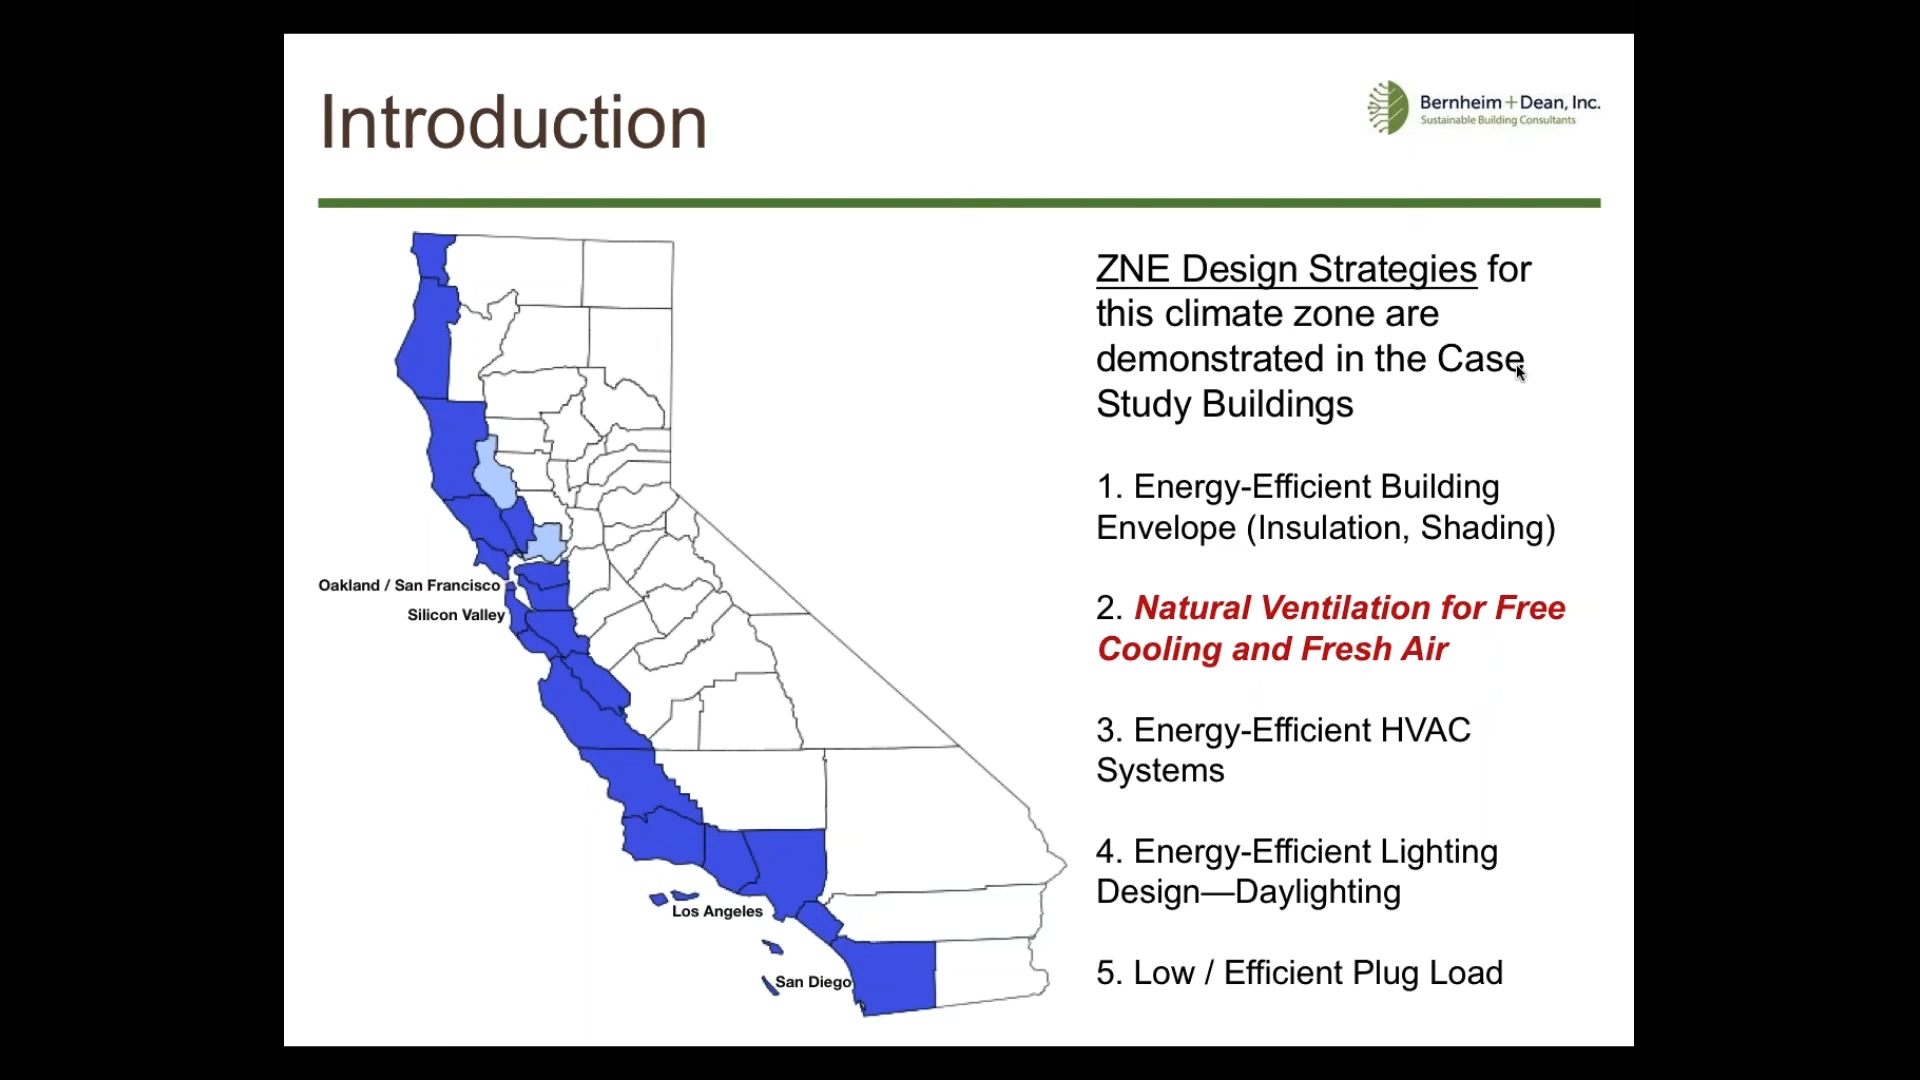 Introduction
Bernheim+Dean, Inc.
Sustainable Building Consultants
ZNE Design Strategies for
this climate zone are
demonstrated in the Case
Study Buildings
1. Energy-Efficient Building
Envelope (Insulation, Shading)
2. Natural Ventilation for Free
Cooling and Fresh Air
3. Energy-Efficient HVAC
Systems
4. Energy-Efficient Lighting
Design—Daylighting
5. Low / Efficient Plug Load
Oakland / San Francisco
Silicon Valley
Los Angeles
San Diego